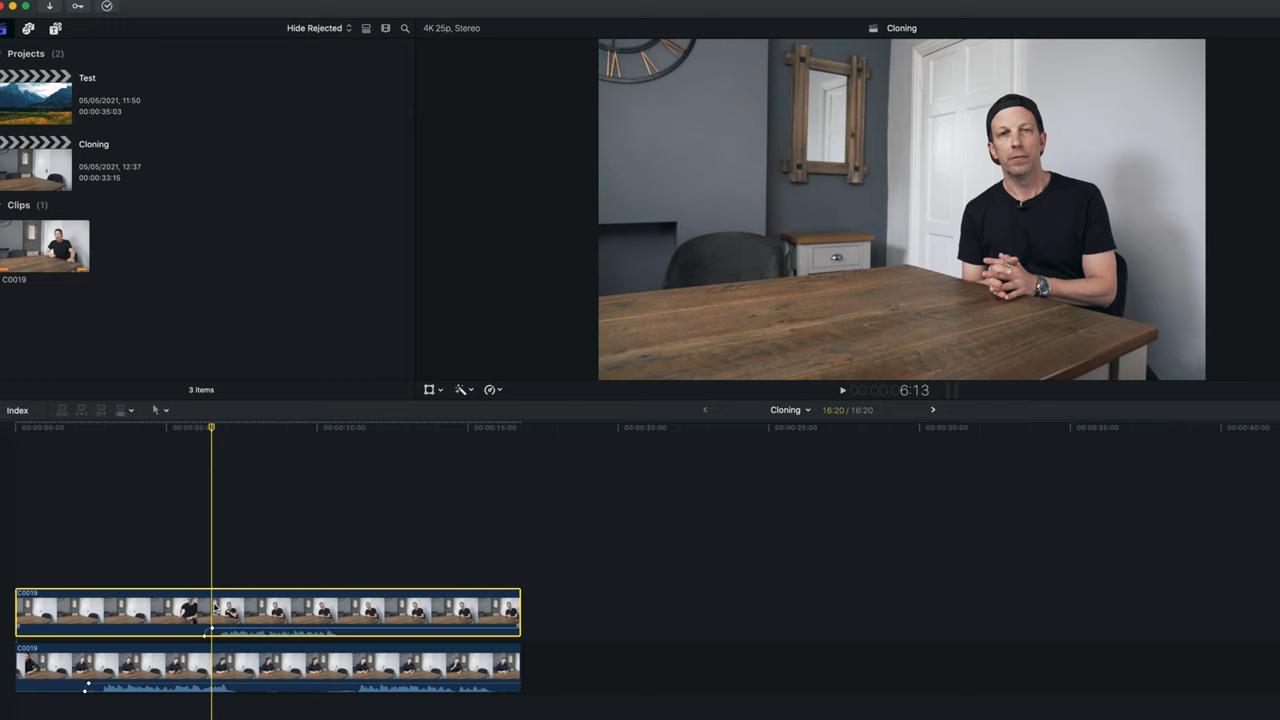 Hide Rejected
4K 25p, Stereo
Cloning
Projects (2)
Test
05/05/2021, 11:50
00:00:35:03
Cloning
05/05/2021, 12:37
00:00:33:15
Clips (1)
C0019
3 items
00:00:00:06:13
Index
Cloning
16:20 / 16:20
00:00:00:00
00:00:10:00
00:00:15:00
00:00:20:00
00:00:25:00
00:00:30:00
00:00:35:00
00:00:40:00
C0019
C0019